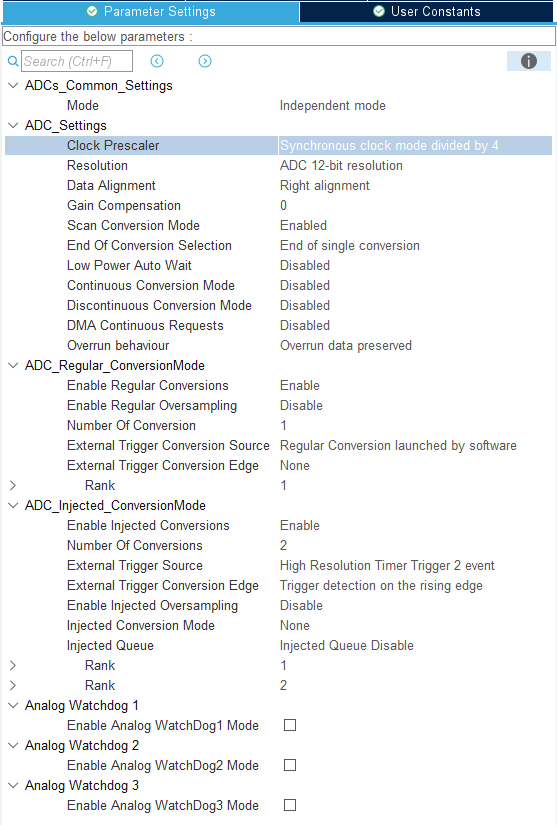 Parameter Settings User Constants
Configure the below parameters :
Search (Ctrl+F)
ADCs_Common_Settings
Mode Independent mode
ADC_Settings
Clock Prescaler Synchronous clock mode divided by 4
Resolution ADC 12-bit resolution
Data Alignment Right alignment
Gain Compensation 0
Scan Conversion Mode Enabled
End Of Conversion Selection End of single conversion
Low Power Auto Wait Disabled
Continuous Conversion Mode Disabled
Discontinuous Conversion Mode Disabled
DMA Continuous Requests Disabled
Overrun behaviour Overrun data preserved
ADC_Regular_ConversionMode
Enable Regular Conversions Enable
Enable Regular Oversampling Disable
Number Of Conversion 1
External Trigger Conversion Source Regular Conversion launched by software
External Trigger Conversion Edge None
Rank 1
ADC_Injected_ConversionMode
Enable Injected Conversions Enable
Number Of Conversions 2
External Trigger Source High Resolution Timer Trigger 2 event
External Trigger Conversion Edge Trigger detection on the rising edge
Enable Injected Oversampling Disable
Injected Conversion Mode None
Injected Queue Injected Queue Disable
Rank 1
Rank 2
Analog Watchdog 1
Enable Analog WatchDog1 Mode
Analog Watchdog 2
Enable Analog WatchDog2 Mode
Analog Watchdog 3
Enable Analog WatchDog3 Mode